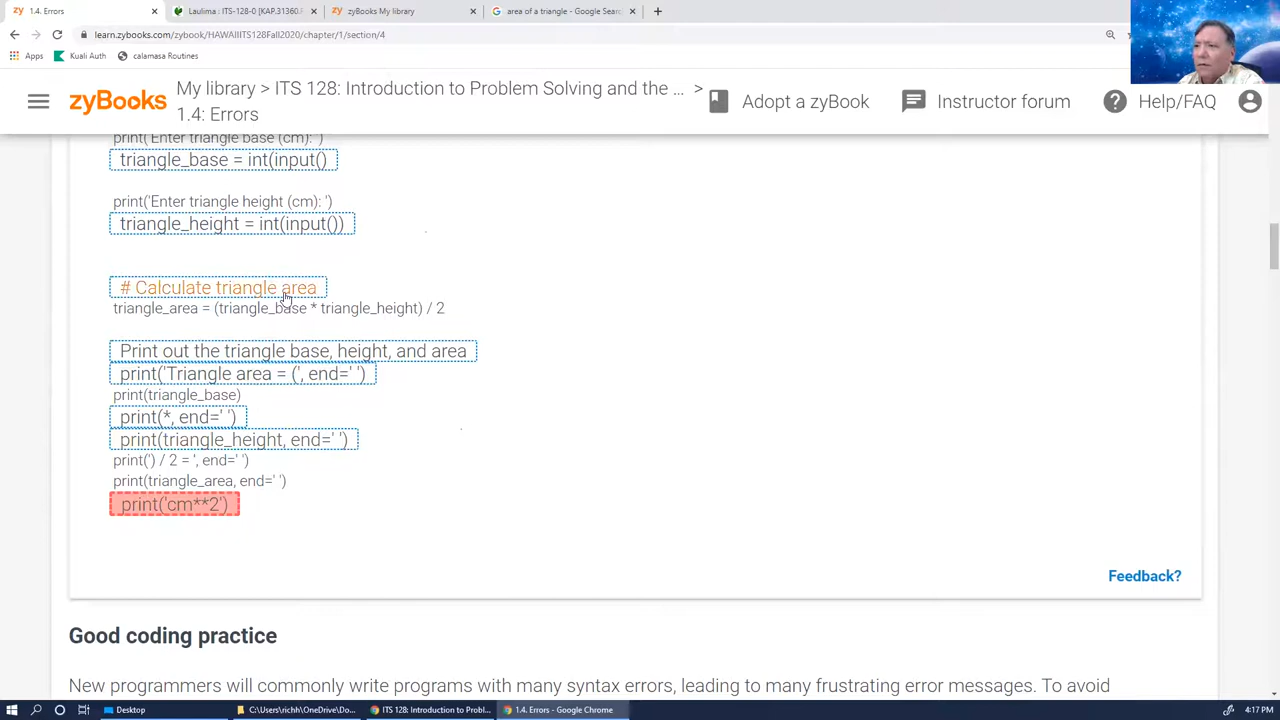 1.4. Errors
Laulima : ITS-128-0 [KAP.31360.F
zyBooks My library
area of a triangle - Google Sear
learn.zybooks.com/zybook/HAWAIIITS128Fall2020/chapter/1/section/4
Apps
Kuali Auth
calamasa Routines
zyBooks
My library > ITS 128: Introduction to Problem Solving and the ... >
1.4: Errors
Adopt a zyBook
Instructor forum
Help/FAQ
print('Enter triangle base (cm): ')
triangle_base = int(input()
print('Enter triangle height (cm): ')
triangle_height = int(input())
# Calculate triangle area
triangle_area = (triangle_base * triangle_height) / 2
Print out the triangle base, height, and area
print('Triangle area = (', end=' ')
print(triangle_base)
print(*, end=' ')
print(triangle_height, end=' ')
print(') / 2 = ', end=' ')
print(triangle_area, end=' ')
print('cm**2')
Feedback?
Good coding practice
New programmers will commonly write programs with many syntax errors, leading to many frustrating error messages. To avoid
Desktop
C:\Users\richh\OneDrive\Do...
ITS 128: Introduction to Problem...
1.4. Errors - Google Chrome
4:17 PM